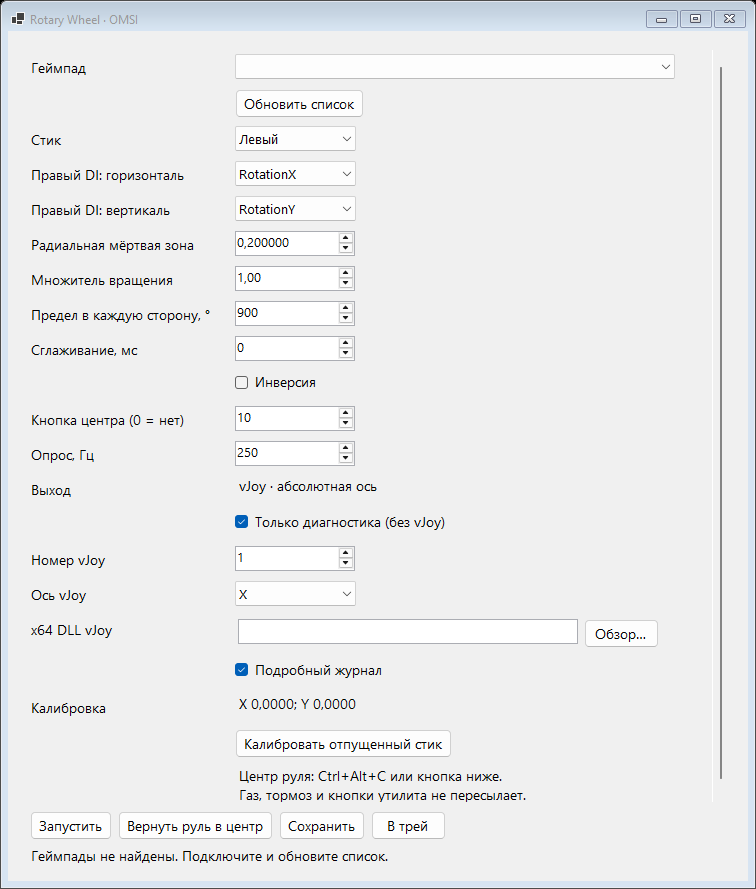 Rotary Wheel · OMSI
Геймпад
Обновить список
Стик Левый
Правый DI: горизонталь RotationX
Правый DI: вертикаль RotationY
Радиальная мёртвая зона 0,200000
Множитель вращения 1,00
Предел в каждую сторону, ° 900
Сглаживание, мс 0
Инверсия
Кнопка центра (0 = нет) 10
Опрос, Гц 250
Выход vJoy · абсолютная ось
Только диагностика (без vJoy)
Номер vJoy 1
Ось vJoy X
x64 DLL vJoy Обзор...
Подробный журнал
Калибровка X 0,0000; Y 0,0000
Калибровать отпущенный стик
Центр руля: Ctrl+Alt+C или кнопка ниже.
Газ, тормоз и кнопки утилита не пересылает.
Запустить Вернуть руль в центр Сохранить В трей
Геймпады не найдены. Подключите и обновите список.